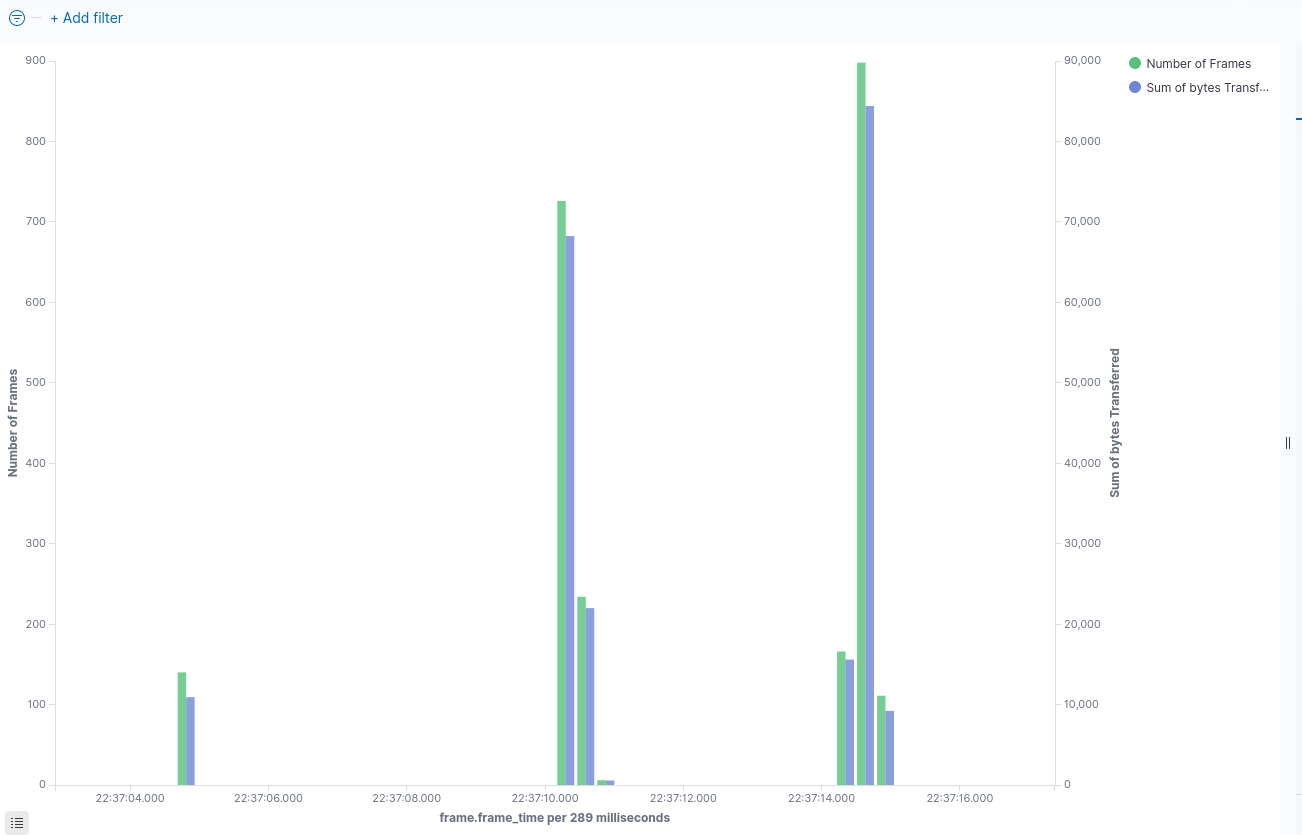 + Add filter
Number of Frames
Sum of bytes Transf...
900
800
700
600
500
400
300
200
100
0
Number of Frames
90,000
80,000
70,000
60,000
50,000
40,000
30,000
20,000
10,000
0
Sum of bytes Transferred
22:37:04.000 22:37:06.000 22:37:08.000 22:37:10.000 22:37:12.000 22:37:14.000 22:37:16.000
frame.frame_time per 289 milliseconds